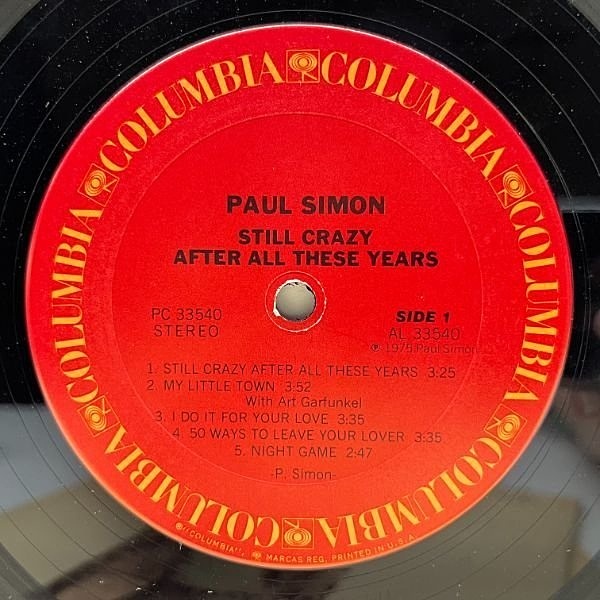 COLUMBIA COLUMBIA COLUMBIA COLUMBIA COLUMBIA COLUMBIA
PAUL SIMON
STILL CRAZY
AFTER ALL THESE YEARS
PC 33540
STEREO
SIDE 1
AL 33540
℗ 1975 Paul Simon
1. STILL CRAZY AFTER ALL THESE YEARS 3:25
2. MY LITTLE TOWN 3:52
With Art Garfunkel
3. I DO IT FOR YOUR LOVE 3:35
4. 50 WAYS TO LEAVE YOUR LOVER 3:35
5. NIGHT GAME 2:47
-P. Simon-
® "COLUMBIA", MARCAS REG. PRINTED IN U.S.A.